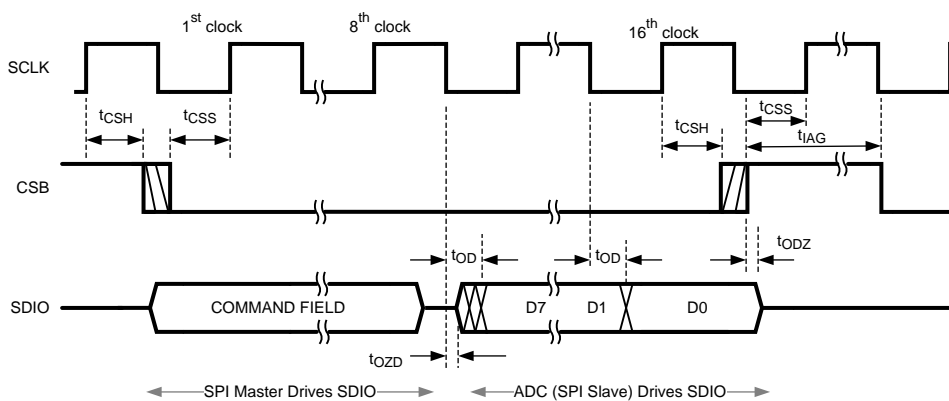 1st clock
8th clock
16th clock
SCLK
tCSH
tCSS
tCSH
tCSS
tIAG
CSB
tOD
tOD
tODZ
SDIO
COMMAND FIELD
D7
D1
D0
tOZD
SPI Master Drives SDIO
ADC (SPI Slave) Drives SDIO